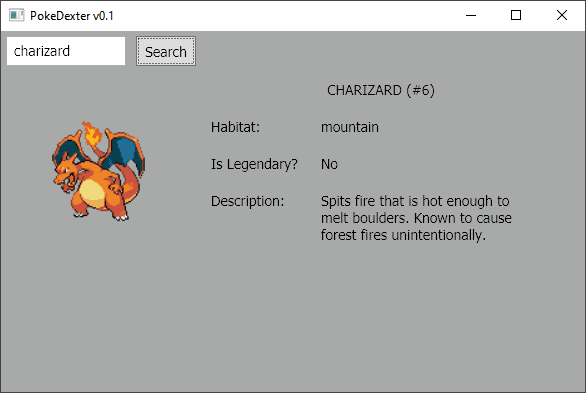 PokeDexter v0.1
charizard Search
CHARIZARD (#6)
Habitat: mountain
Is Legendary? No
Description: Spits fire that is hot enough to
melt boulders. Known to cause
forest fires unintentionally.